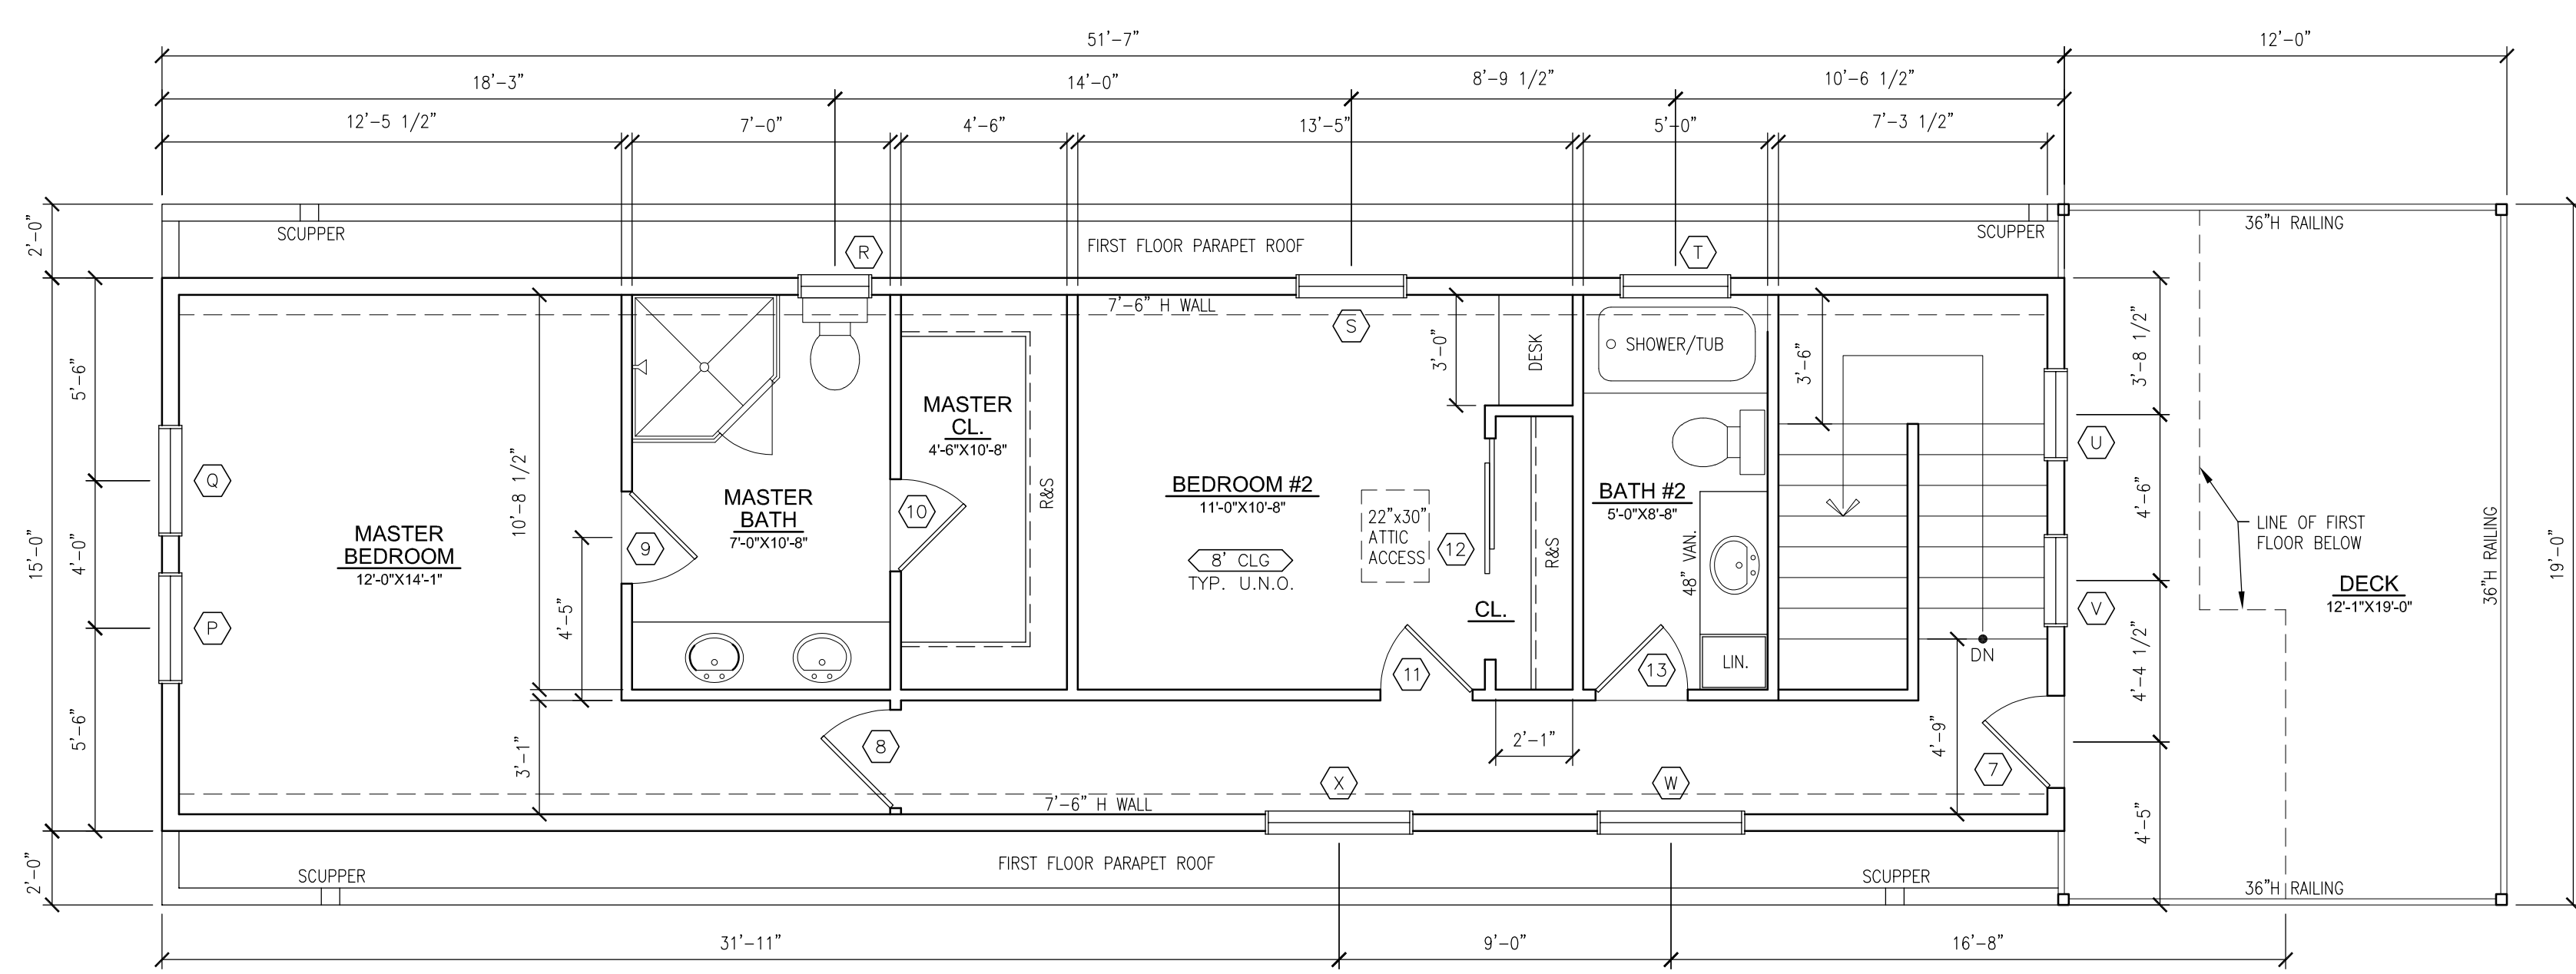 51'-7"
12'-0"
18'-3"
14'-0"
8'-9 1/2"
10'-6 1/2"
12'-5 1/2"
7'-0"
4'-6"
13'-5"
5'-0"
7'-3 1/2"
2'-0"
SCUPPER
FIRST FLOOR PARAPET ROOF
SCUPPER
36"H RAILING
R
T
7'-6" H WALL
S
3'-0"
DESK
SHOWER/TUB
3'-6"
3'-8 1/2"
5'-6"
MASTER
CL.
4'-6"X10'-8"
U
Q
10'-8 1/2"
R&S
MASTER
BATH
7'-0"X10'-8"
10
BEDROOM #2
11'-0"X10'-8"
BATH #2
5'-0"X8'-8"
4'-6"
22"x30"
ATTIC
ACCESS
12
LINE OF FIRST
FLOOR BELOW
MASTER
BEDROOM
12'-0"X14'-1"
9
8' CLG
TYP. U.N.O.
R&S
48" VAN.
36"H RAILING
19'-0"
15'-0"
4'-0"
DECK
12'-1"X19'-0"
P
4'-5"
CL.
V
DN
LIN.
11
13
4'-4 1/2"
5'-6"
3'-1"
8
2'-1"
4'-9"
7
X
W
7'-6" H WALL
4'-5"
2'-0"
SCUPPER
FIRST FLOOR PARAPET ROOF
SCUPPER
36"H RAILING
31'-11"
9'-0"
16'-8"